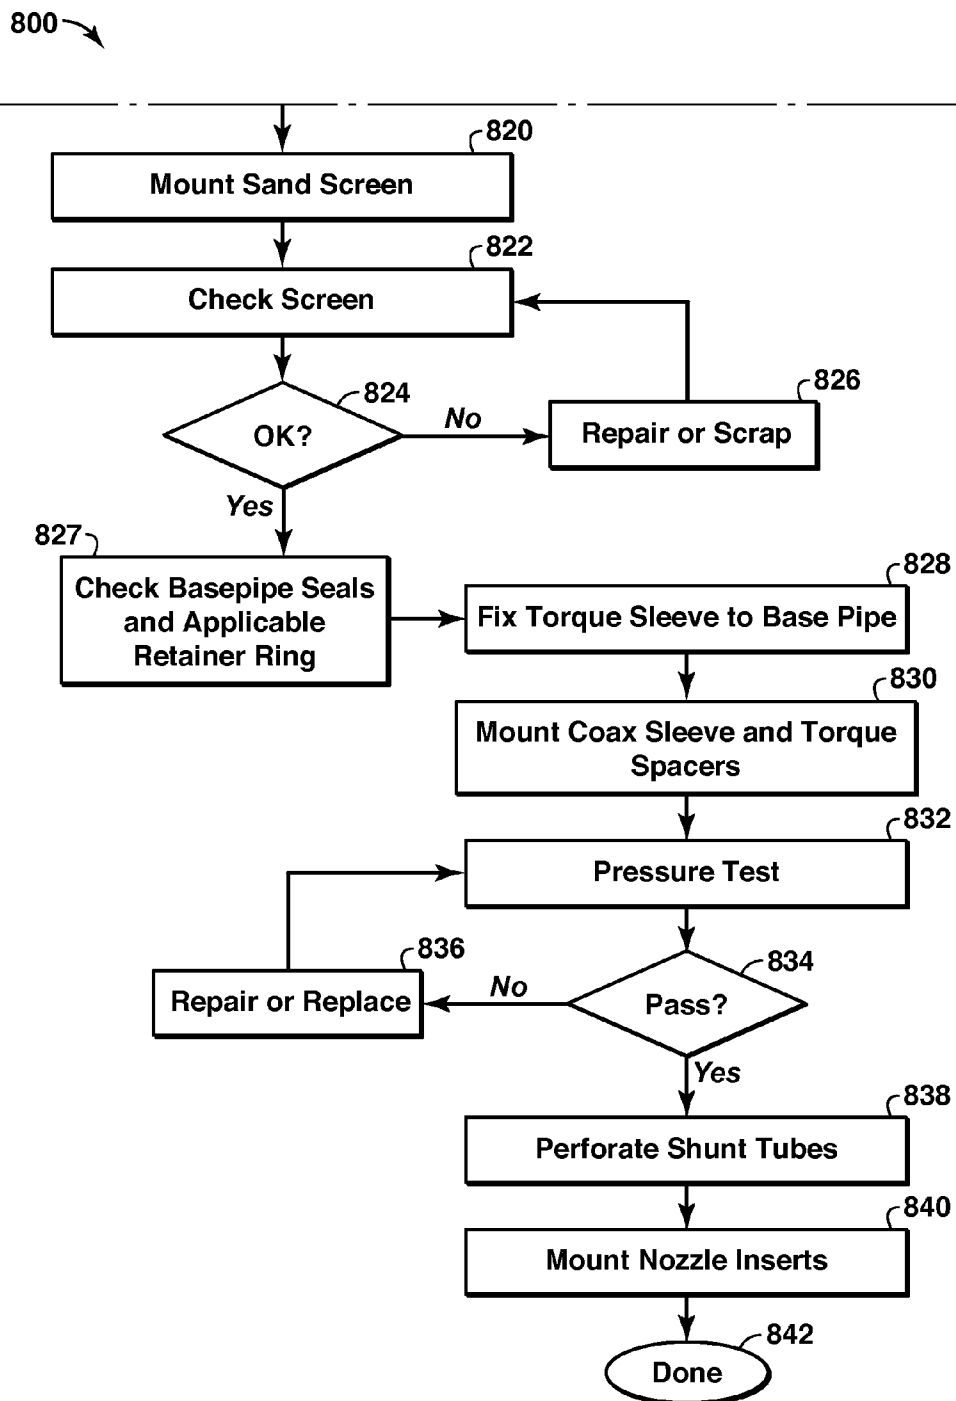 800
820
Mount Sand Screen
822
Check Screen
824
OK?
No
826
Repair or Scrap
Yes
827
Check Basepipe Seals
and Applicable
Retainer Ring
828
Fix Torque Sleeve to Base Pipe
830
Mount Coax Sleeve and Torque
Spacers
832
Pressure Test
834
Pass?
No
836
Repair or Replace
Yes
838
Perforate Shunt Tubes
840
Mount Nozzle Inserts
842
Done